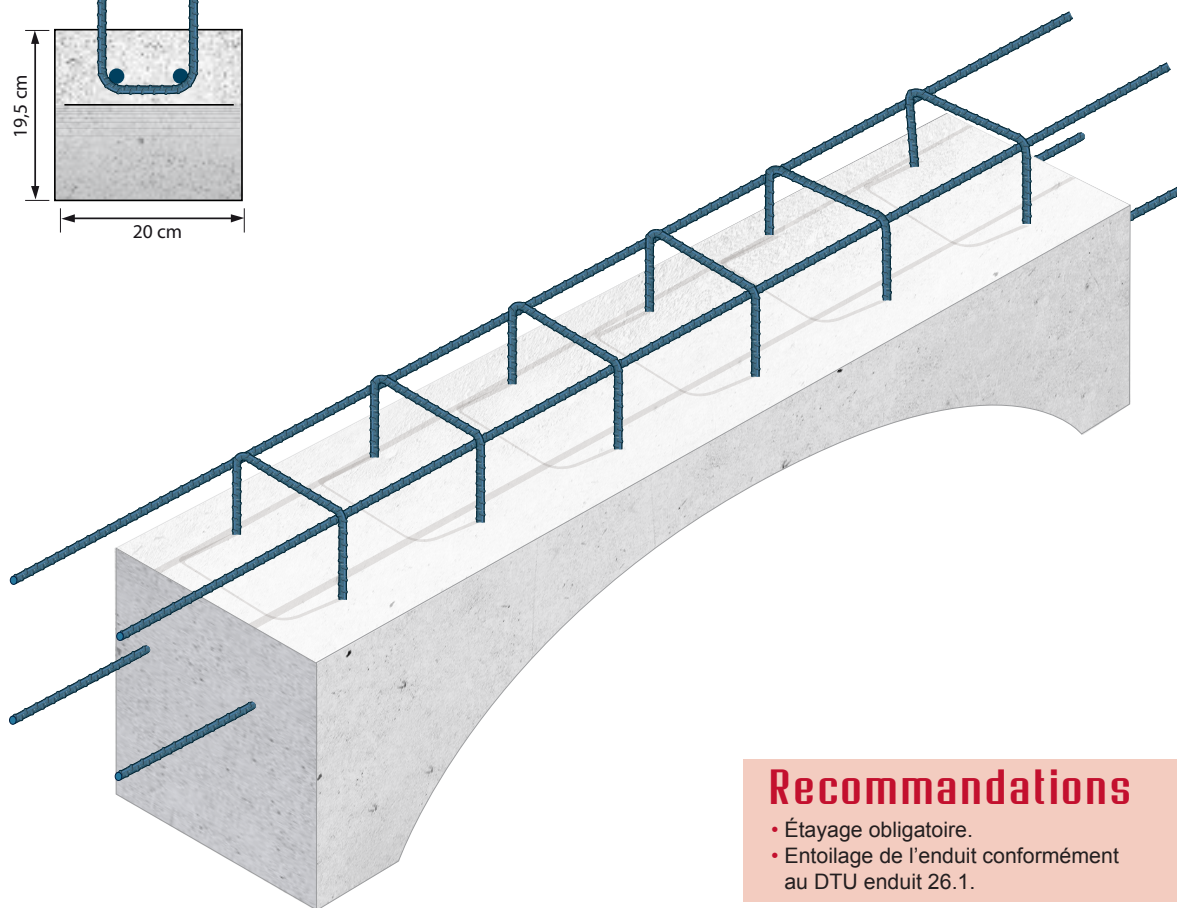 19,5 cm
20 cm
Recommandations
• Étayage obligatoire.
• Entoilage de l’enduit conformément
au DTU enduit 26.1.